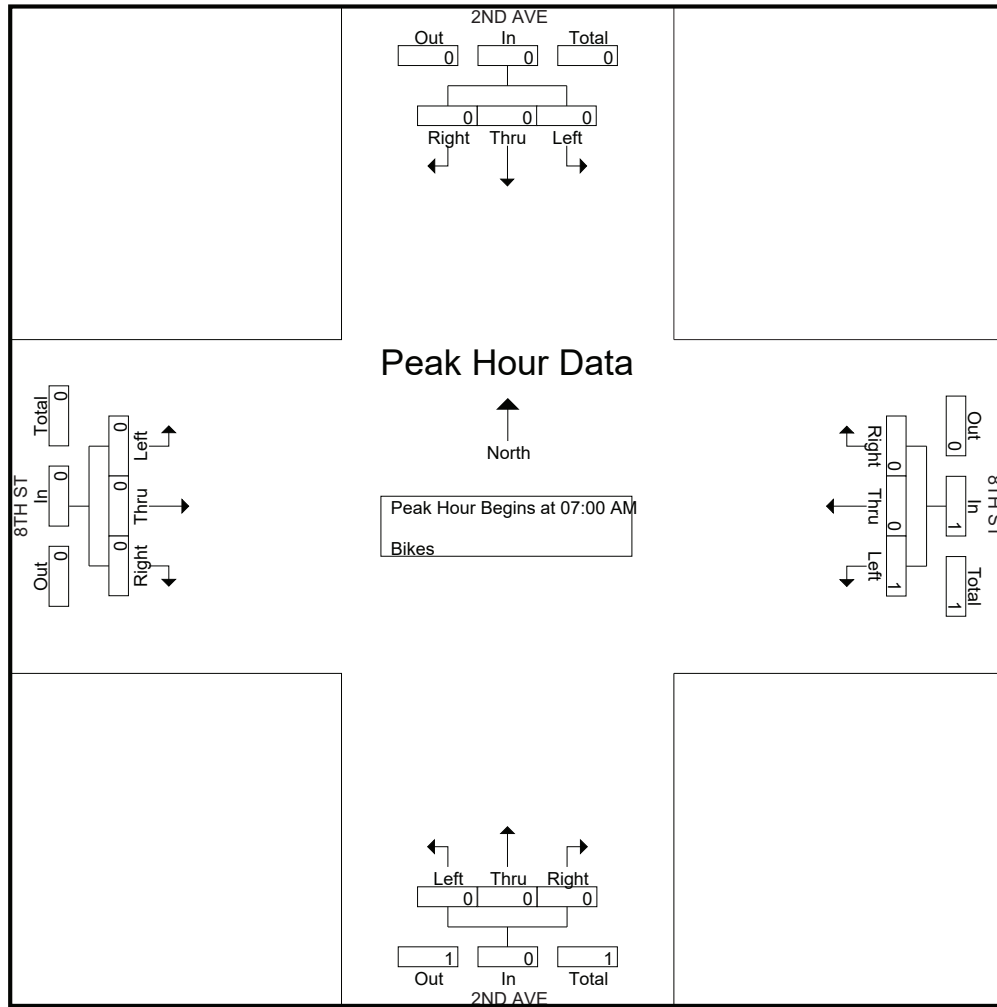 2ND AVE
Out In Total
0 0 0
0 0 0
Right Thru Left
Peak Hour Data
North
Peak Hour Begins at 07:00 AM
Bikes
8TH ST
Out In Total
0 0 0
0 0 0
Right Thru Left
8TH ST
Out In Total
0 1 1
0 0 1
Right Thru Left
Left Thru Right
0 0 0
1 0 1
Out In Total
2ND AVE